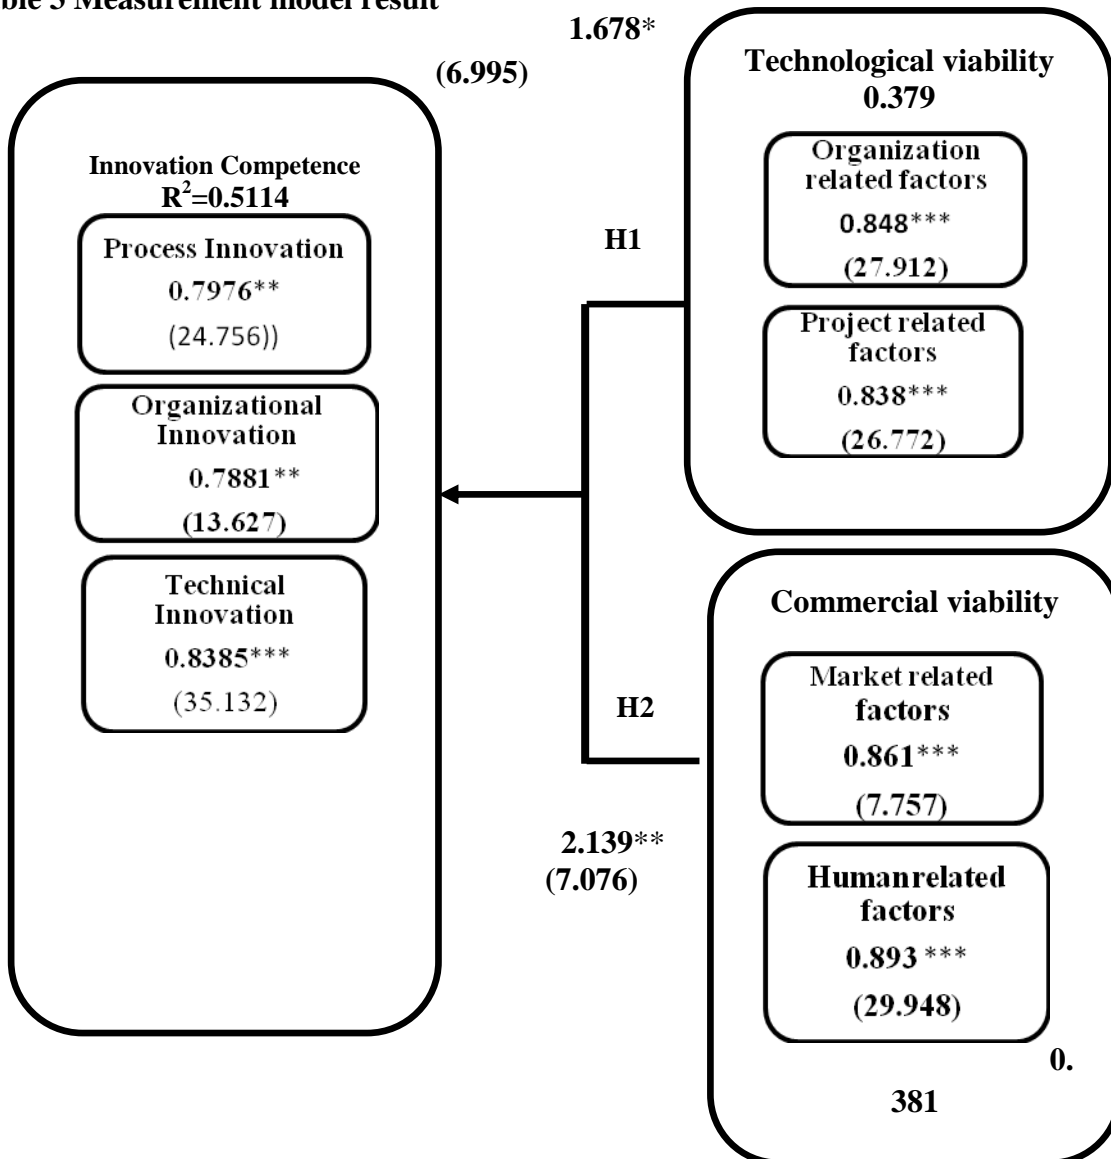 ble 3 Measurement model result
1.678*
(6.995)
Innovation Competence
R²=0.5114
Process Innovation
0.7976**
(24.756))
Organizational
Innovation
0.7881**
(13.627)
Technical
Innovation
0.8385***
(35.132)
H1
H2
2.139**
(7.076)
Technological viability
0.379
Organization
related factors
0.848***
(27.912)
Project related
factors
0.838***
(26.772)
Commercial viability
Market related
factors
0.861***
(7.757)
Humanrelated
factors
0.893 ***
(29.948)
0.
381